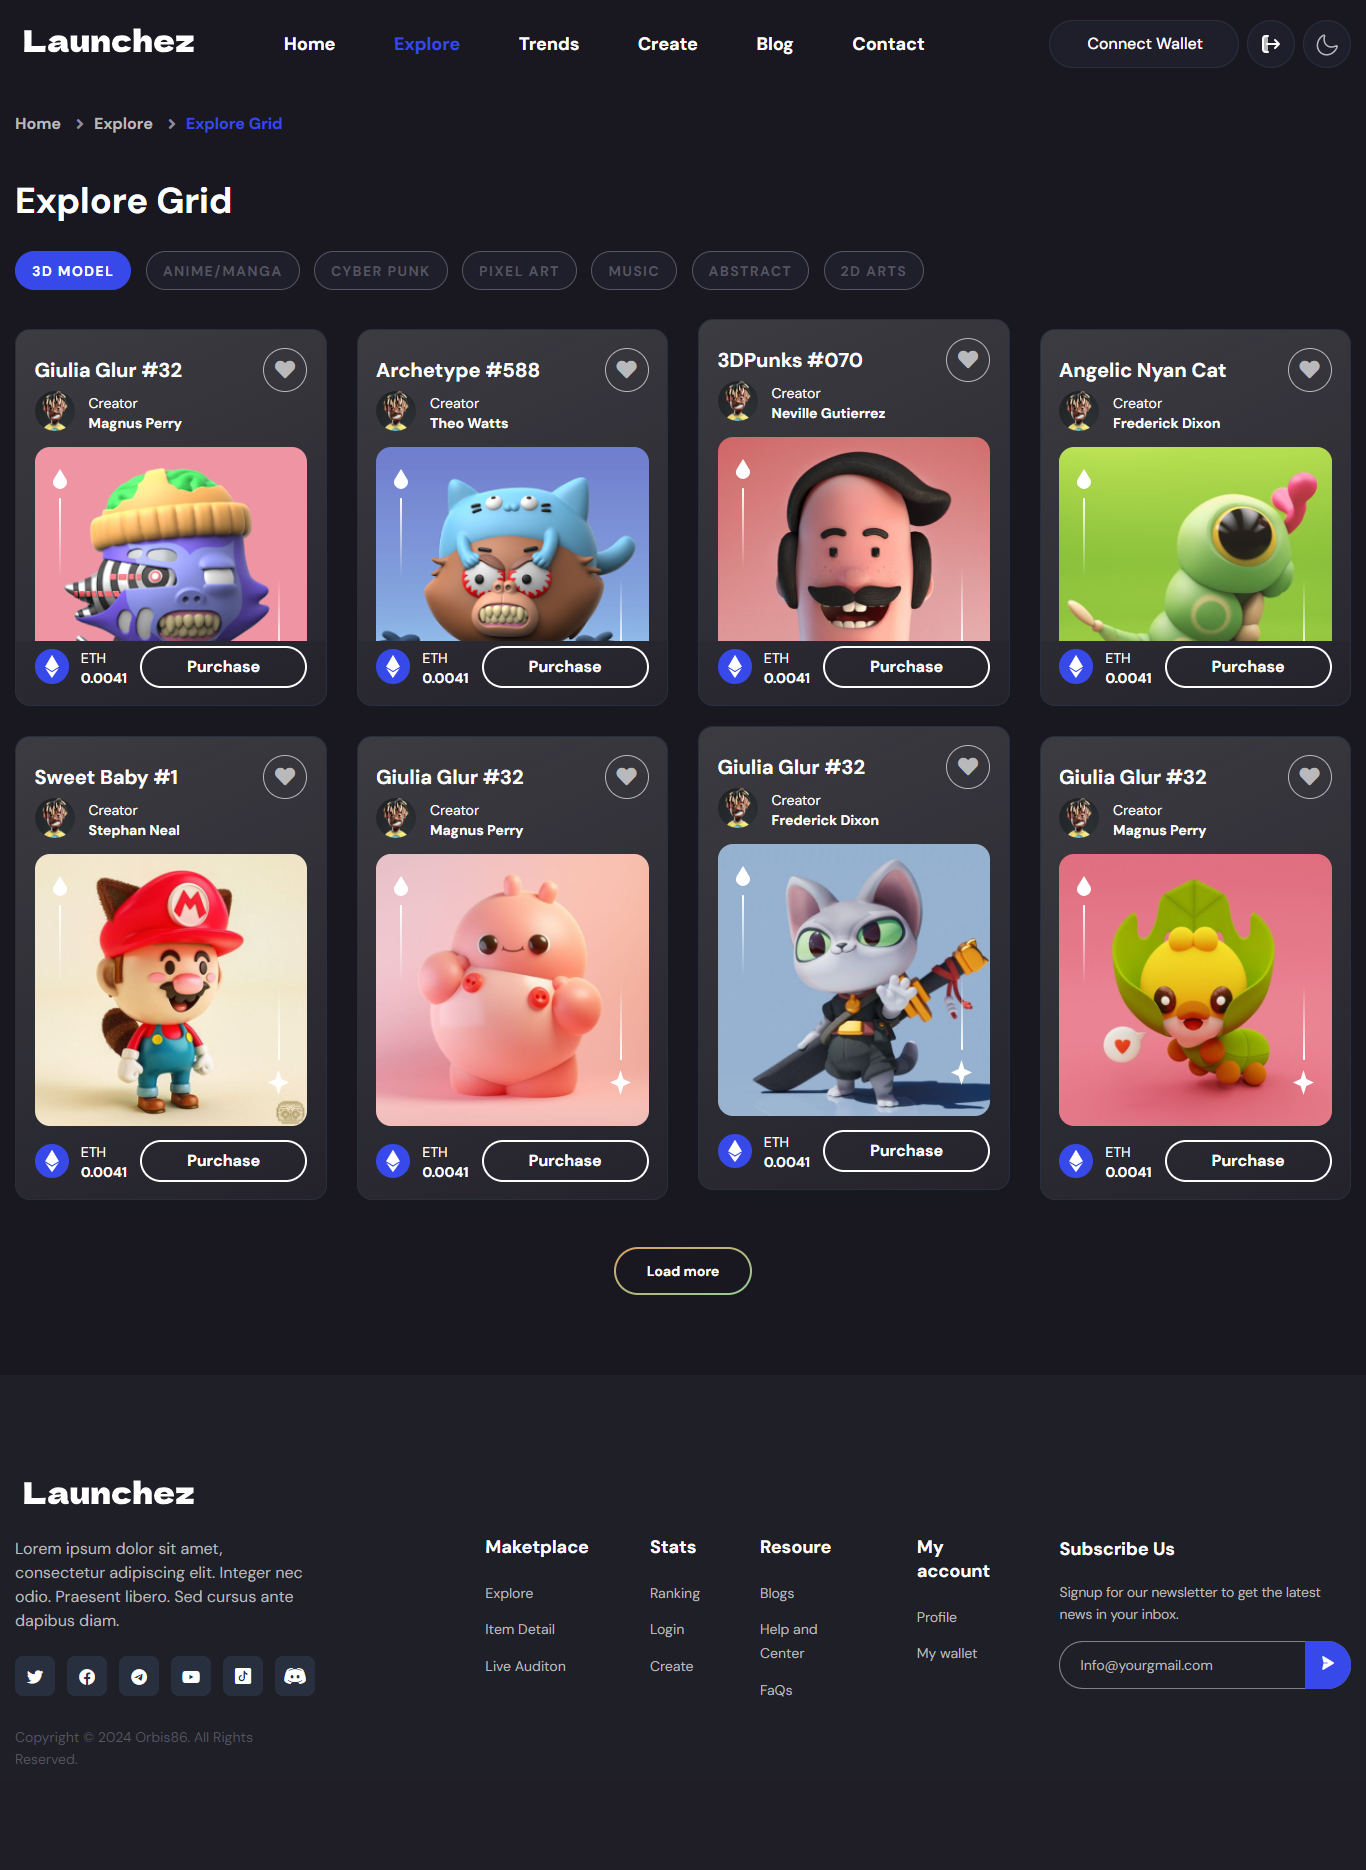 Launchez
Home
Explore
Trends
Create
Blog
Contact
Connect Wallet
Home
Explore
Explore Grid
Explore Grid
3D MODEL
ANIME/MANGA
CYBER PUNK
PIXEL ART
MUSIC
ABSTRACT
2D ARTS
Giulia Glur #32
Creator
Magnus Perry
ETH
0.0041
Purchase
Archetype #588
Creator
Theo Watts
ETH
0.0041
Purchase
3DPunks #070
Creator
Neville Gutierrez
ETH
0.0041
Purchase
Angelic Nyan Cat
Creator
Frederick Dixon
ETH
0.0041
Purchase
Sweet Baby #1
Creator
Stephan Neal
M
ETH
0.0041
Purchase
Giulia Glur #32
Creator
Magnus Perry
ETH
0.0041
Purchase
Giulia Glur #32
Creator
Frederick Dixon
ETH
0.0041
Purchase
Giulia Glur #32
Creator
Magnus Perry
ETH
0.0041
Purchase
Load more
Launchez
Lorem ipsum dolor sit amet,
consectetur adipiscing elit. Integer nec
odio. Praesent libero. Sed cursus ante
dapibus diam.
Copyright © 2024 Orbis86. All Rights
Reserved.
Maketplace
Explore
Item Detail
Live Auditon
Stats
Ranking
Login
Create
Resoure
Blogs
Help and
Center
FaQs
My
account
Profile
My wallet
Subscribe Us
Signup for our newsletter to get the latest
news in your inbox.
Info@yourgmail.com